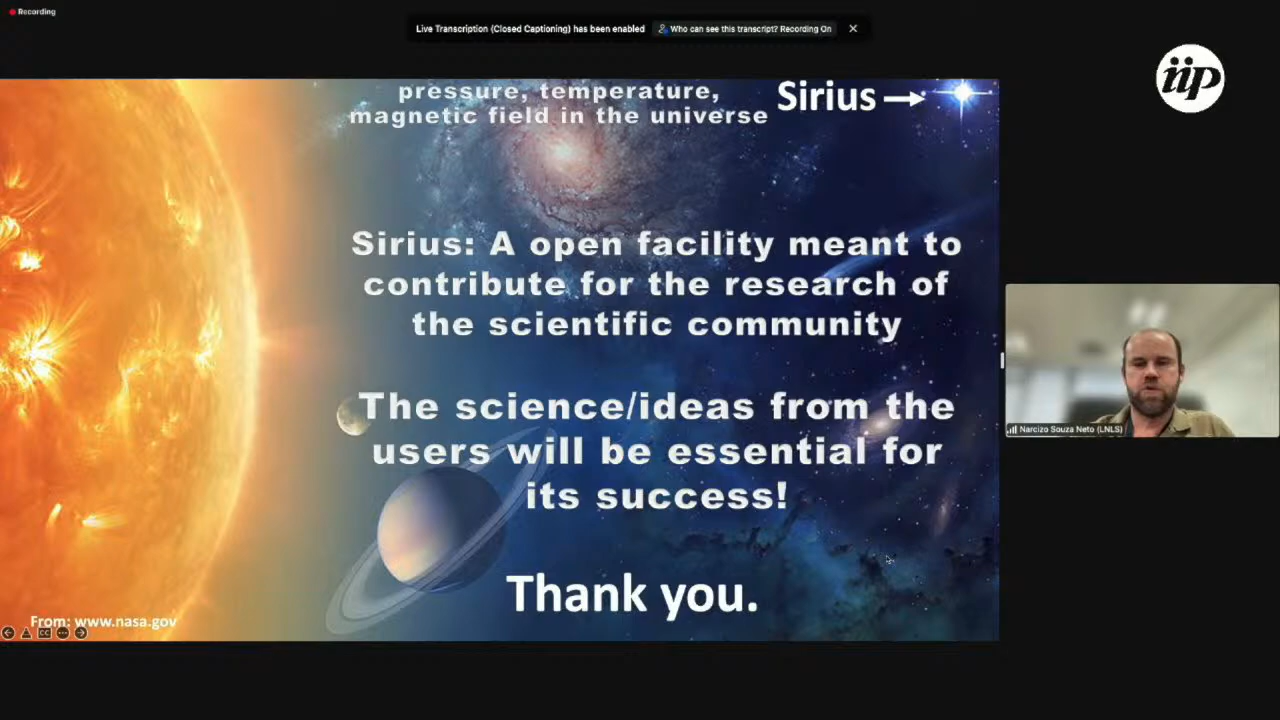 Recording
Live Transcription (Closed Captioning) has been enabled
Who can see this transcript? Recording On
iip
pressure, temperature,
magnetic field in the universe
Sirius
Sirius: A open facility meant to
contribute for the research of
the scientific community
The science/ideas from the
users will be essential for
its success!
Thank you.
From: www.nasa.gov
CC
Narcizo Souza Neto (LNLS)